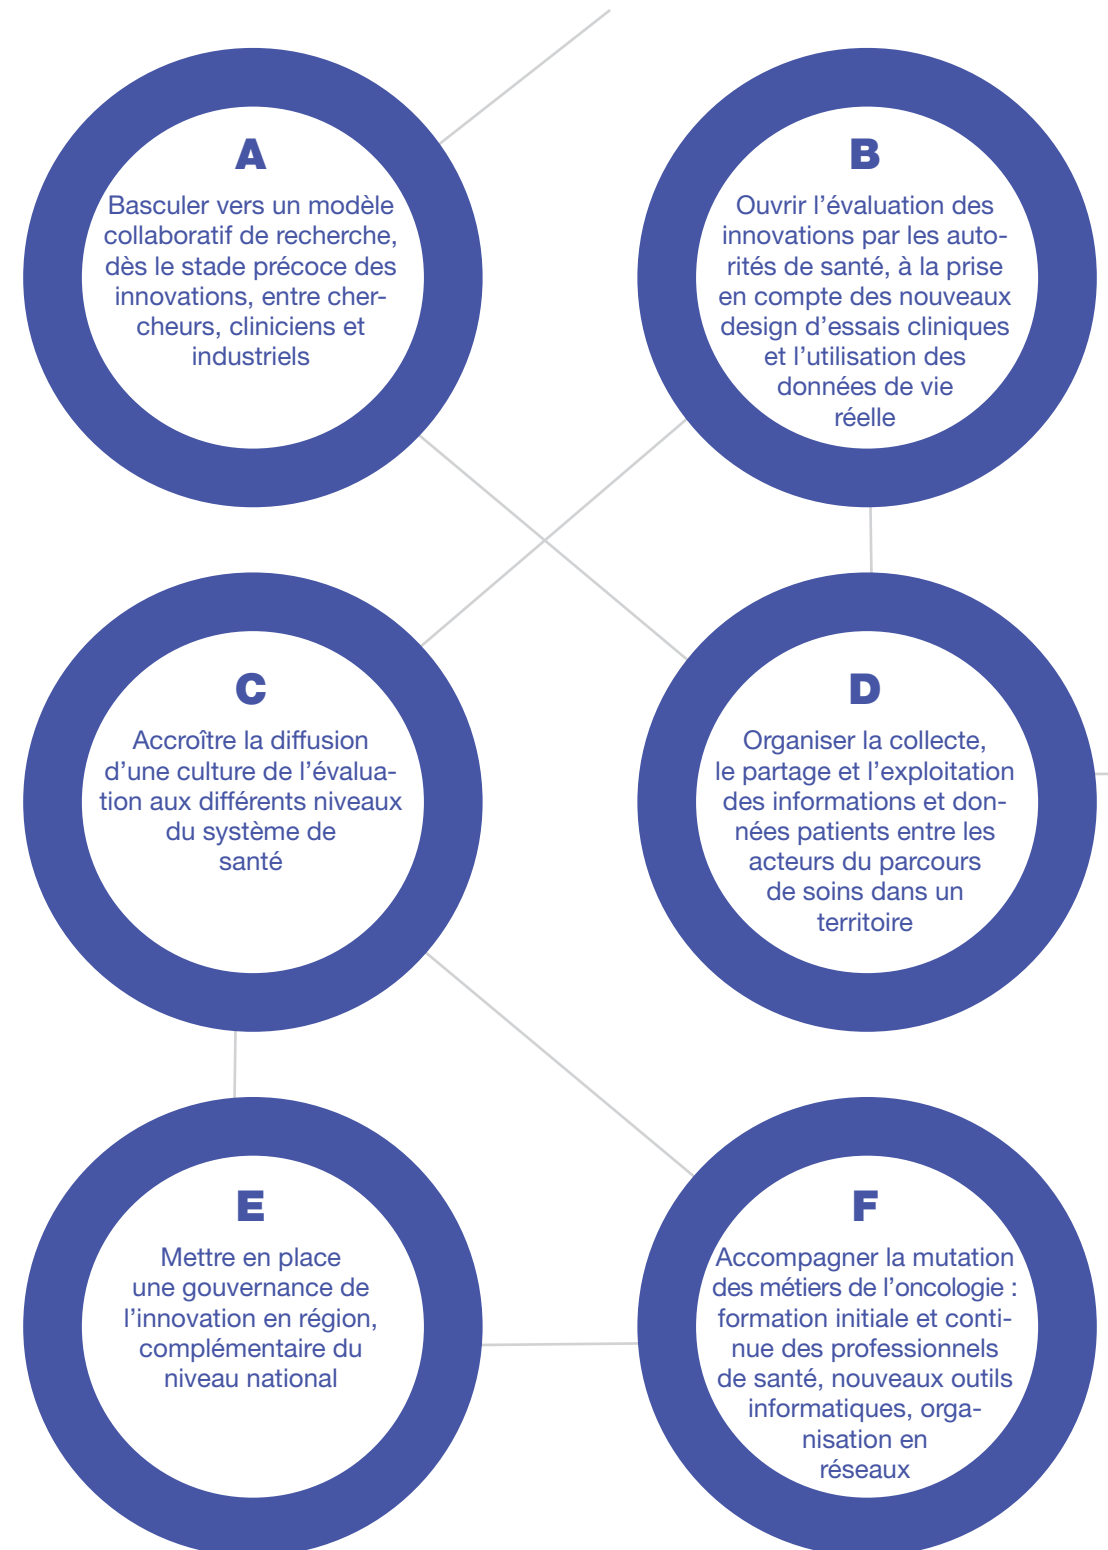 A
Basculer vers un modèle
collaboratif de recherche,
dès le stade précoce des
innovations, entre cher-
cheurs, cliniciens et
industriels
B
Ouvrir l’évaluation des
innovations par les auto-
rités de santé, à la prise
en compte des nouveaux
design d’essais cliniques
et l’utilisation des
données de vie
réelle
C
Accroître la diffusion
d’une culture de l’évalua-
tion aux différents niveaux
du système de
santé
D
Organiser la collecte,
le partage et l’exploitation
des informations et don-
nées patients entre les
acteurs du parcours
de soins dans un
territoire
E
Mettre en place
une gouvernance de
l’innovation en région,
complémentaire du
niveau national
F
Accompagner la mutation
des métiers de l’oncologie :
formation initiale et conti-
nue des professionnels
de santé, nouveaux outils
informatiques, orga-
nisation en
réseaux